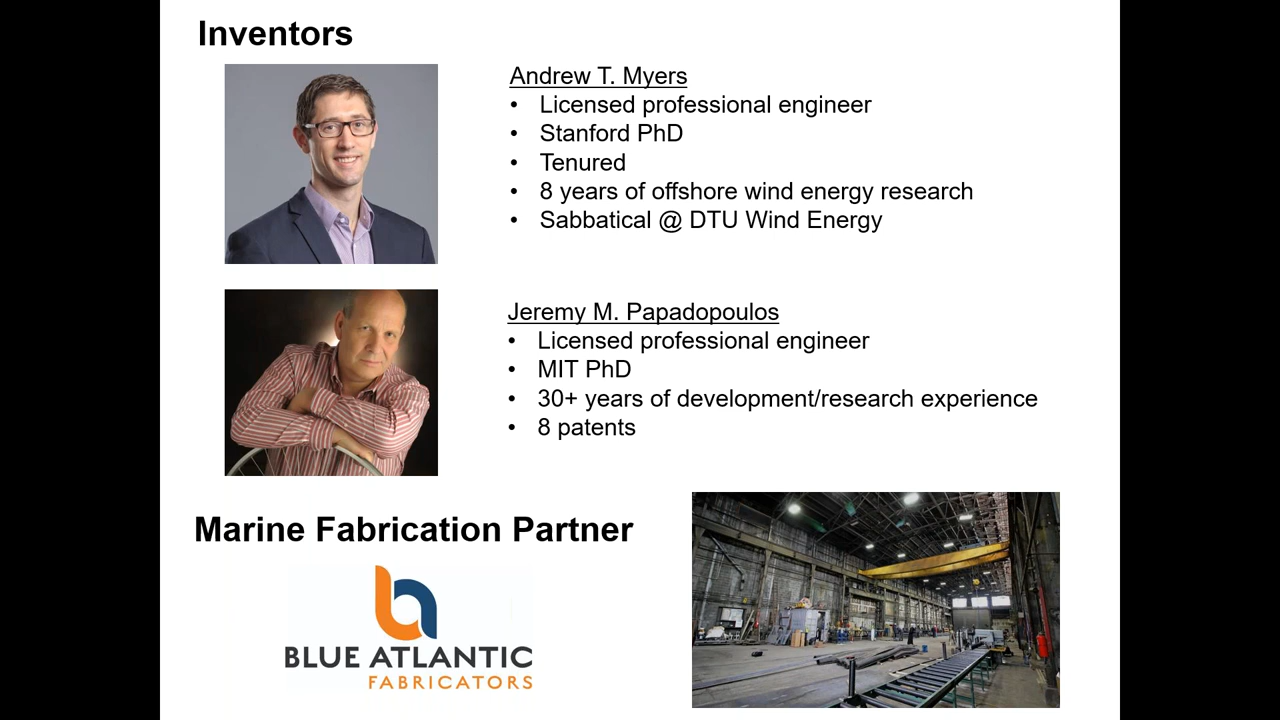 Inventors
Andrew T. Myers
• Licensed professional engineer
• Stanford PhD
• Tenured
• 8 years of offshore wind energy research
• Sabbatical @ DTU Wind Energy
Jeremy M. Papadopoulos
• Licensed professional engineer
• MIT PhD
• 30+ years of development/research experience
• 8 patents
Marine Fabrication Partner
BLUE ATLANTIC
FABRICATORS